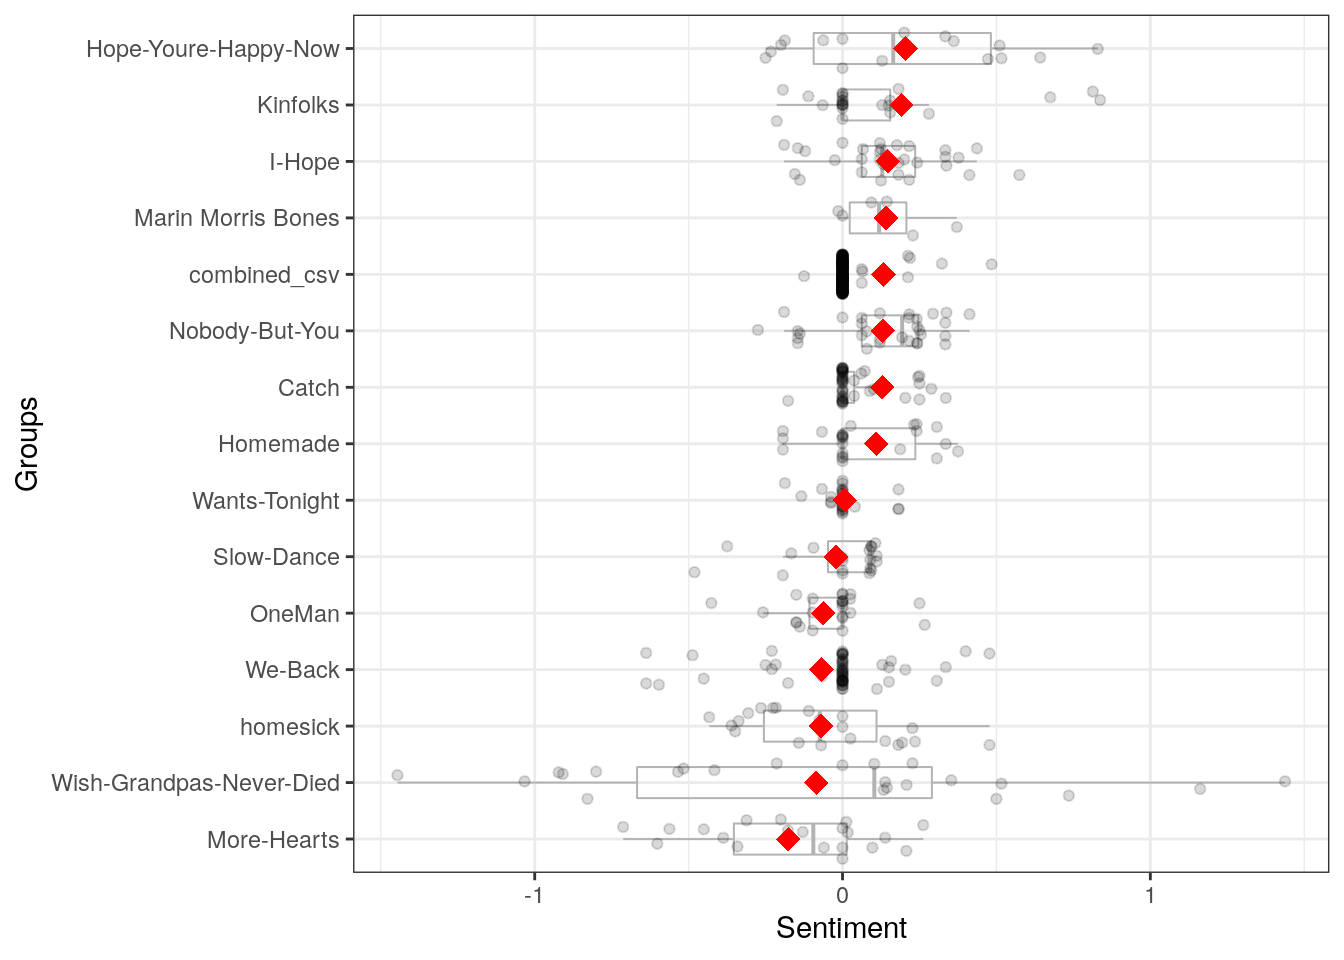 Hope-Youre-Happy-Now
Kinfolks
I-Hope
Marin Morris Bones
combined_csv
Nobody-But-You
Catch
Homemade
Wants-Tonight
Slow-Dance
OneMan
We-Back
homesick
Wish-Grandpas-Never-Died
More-Hearts
Groups
-1
0
1
Sentiment